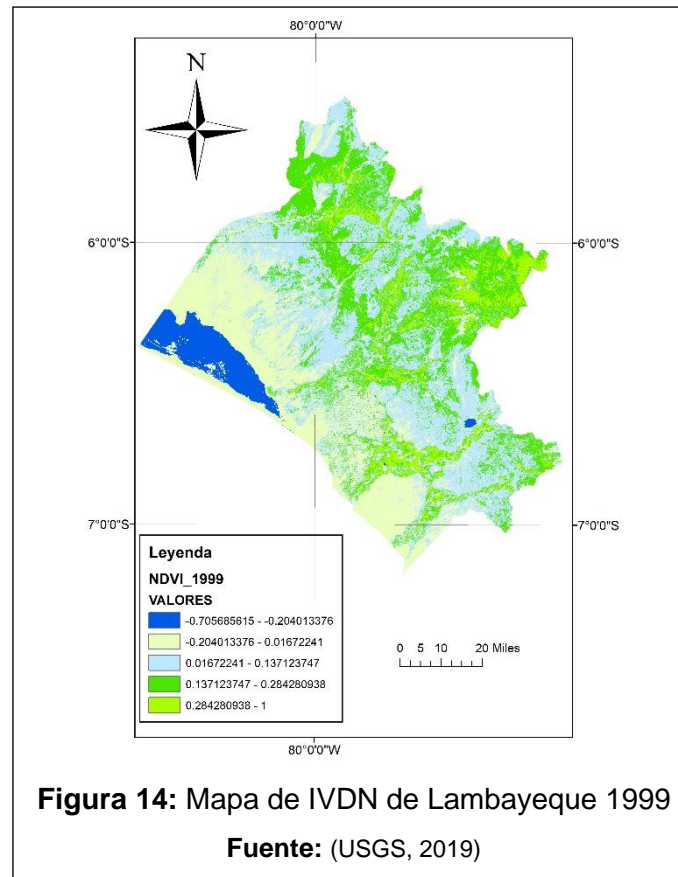 80°0'0"W
N
6°0'0"S
6°0'0"S
7°0'0"S
7°0'0"S
Leyenda
NDVI_1999
VALORES
-0.705685615 - -0.204013376
-0.204013376 - 0.01672241
0.01672241 - 0.137123747
0.137123747 - 0.284280938
0.284280938 - 1
0 5 10 20 Miles
80°0'0"W
Figura 14: Mapa de IVDN de Lambayeque 1999
Fuente: (USGS, 2019)